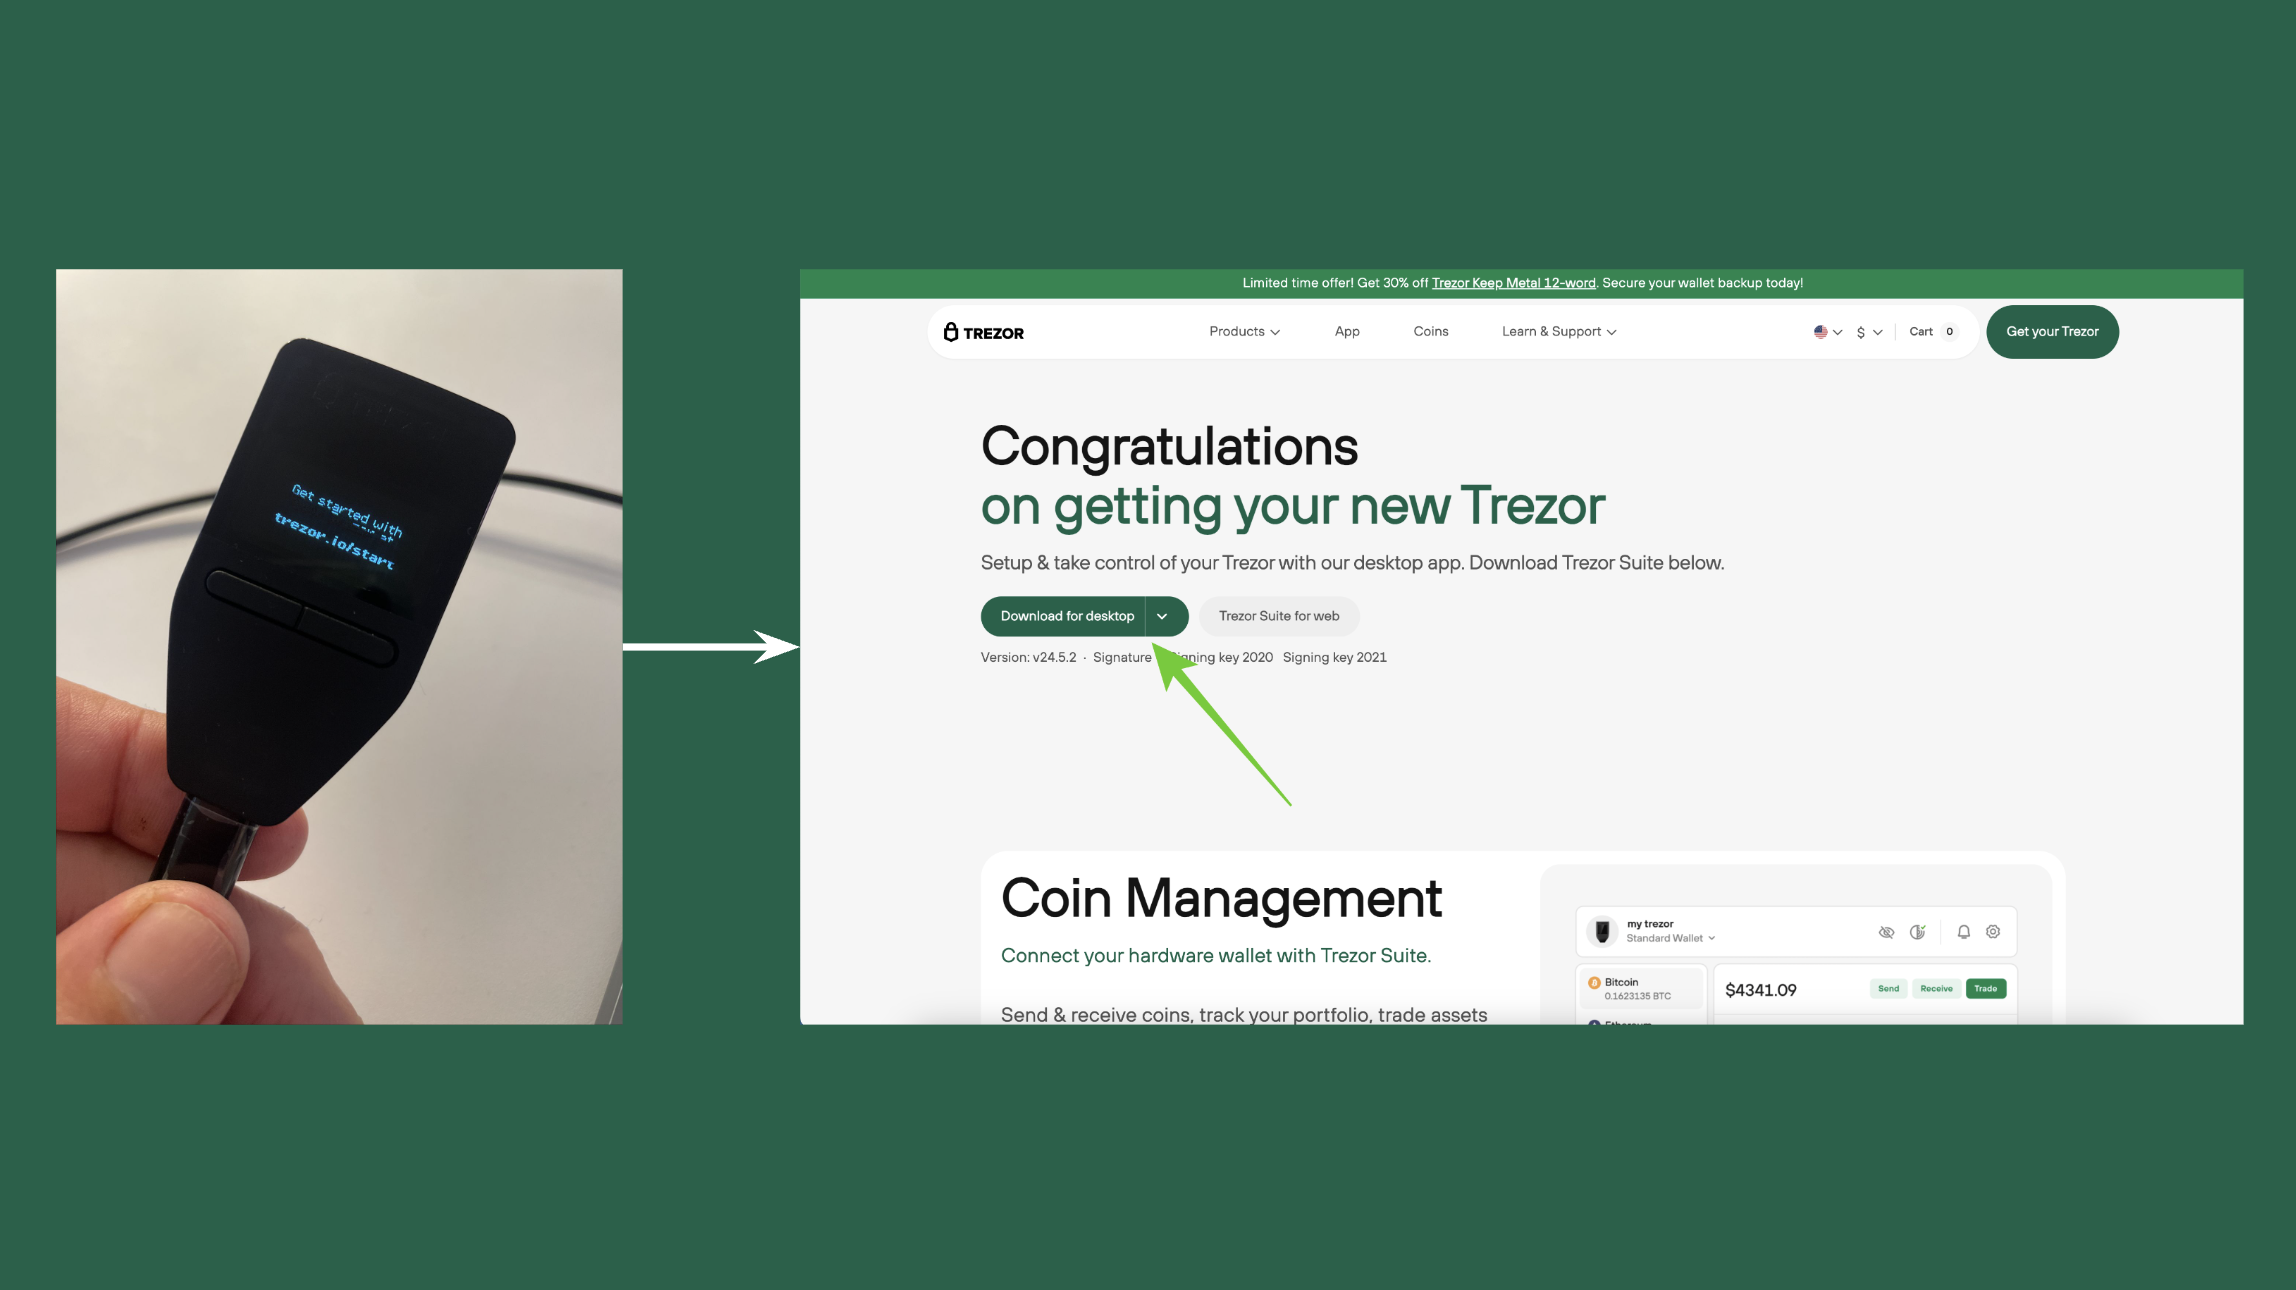 Get started with
trezor.io/start
Limited time offer! Get 30% off Trezor Keep Metal 12-word. Secure your wallet backup today!
TREZOR
Products
App
Coins
Learn & Support
$
Cart 0
Get your Trezor
Congratulations
on getting your new Trezor
Setup & take control of your Trezor with our desktop app. Download Trezor Suite below.
Download for desktop
Trezor Suite for web
Version: v24.5.2 · Signature
key 2020
Signing key 2021
Coin Management
Connect your hardware wallet with Trezor Suite.
Send & receive coins, track your portfolio, trade assets
my trezor
Standard Wallet
Bitcoin
0.1623135 BTC
$4341.09
Send
Receive
Trade